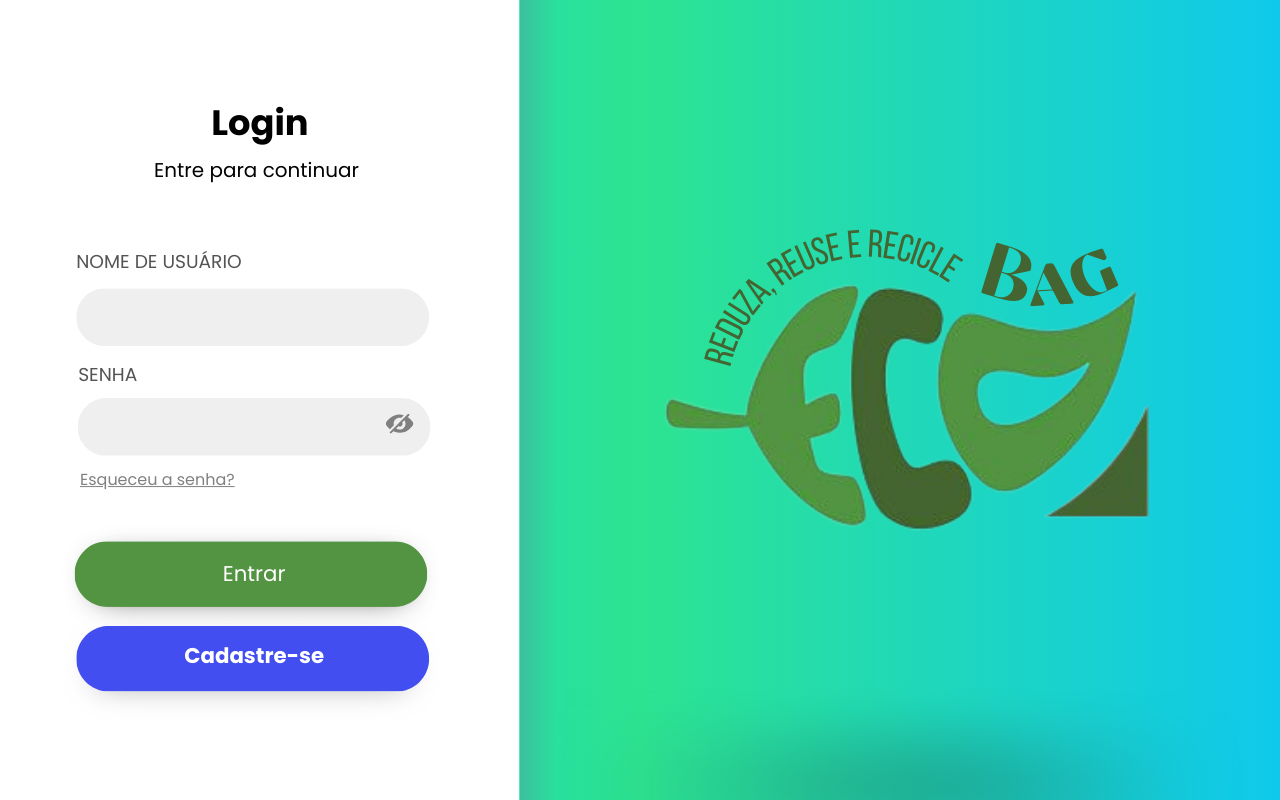 Login
Entre para continuar
NOME DE USUÁRIO
SENHA
Esqueceu a senha?
Entrar
Cadastre-se
REDUZA, REUSE E RECICLE
BAG
ECO